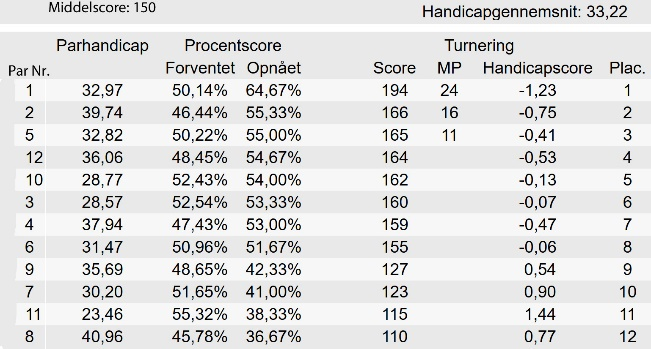 Middelscore: 150
Handicapgennemsnit: 33,22
Parhandicap Procentscore Turnering
Par Nr. Forventet Opnået Score MP Handicapscore Plac.
1 32,97 50,14% 64,67% 194 24 -1,23 1
2 39,74 46,44% 55,33% 166 16 -0,75 2
5 32,82 50,22% 55,00% 165 11 -0,41 3
12 36,06 48,45% 54,67% 164 -0,53 4
10 28,77 52,43% 54,00% 162 -0,13 5
3 28,57 52,54% 53,33% 160 -0,07 6
4 37,94 47,43% 53,00% 159 -0,47 7
6 31,47 50,96% 51,67% 155 -0,06 8
9 35,69 48,65% 42,33% 127 0,54 9
7 30,20 51,65% 41,00% 123 0,90 10
11 23,46 55,32% 38,33% 115 1,44 11
8 40,96 45,78% 36,67% 110 0,77 12